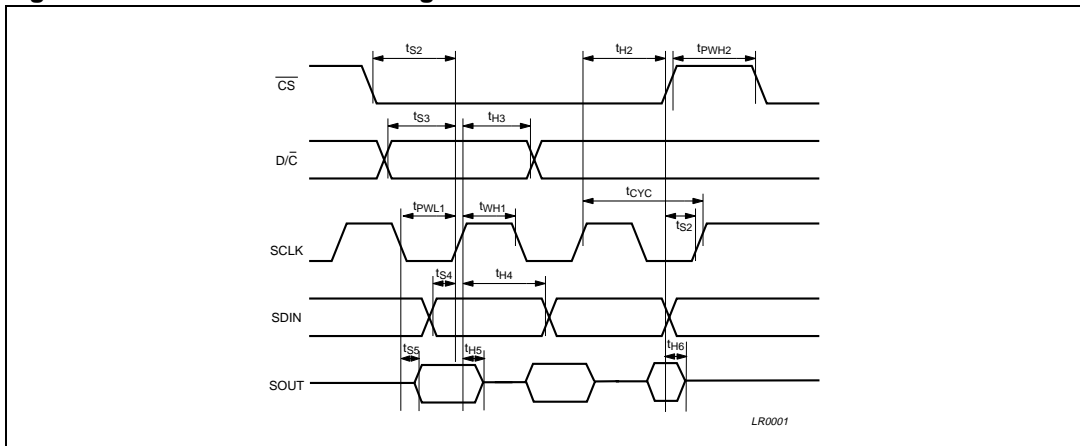 tS2 tH2 tPWH2
CS
tS3 tH3
D/C
tCYC
tPWL1 tWH1
tS2
SCLK
tS4 tH4
SDIN
tS5 tH5 tH6
SOUT
LR0001